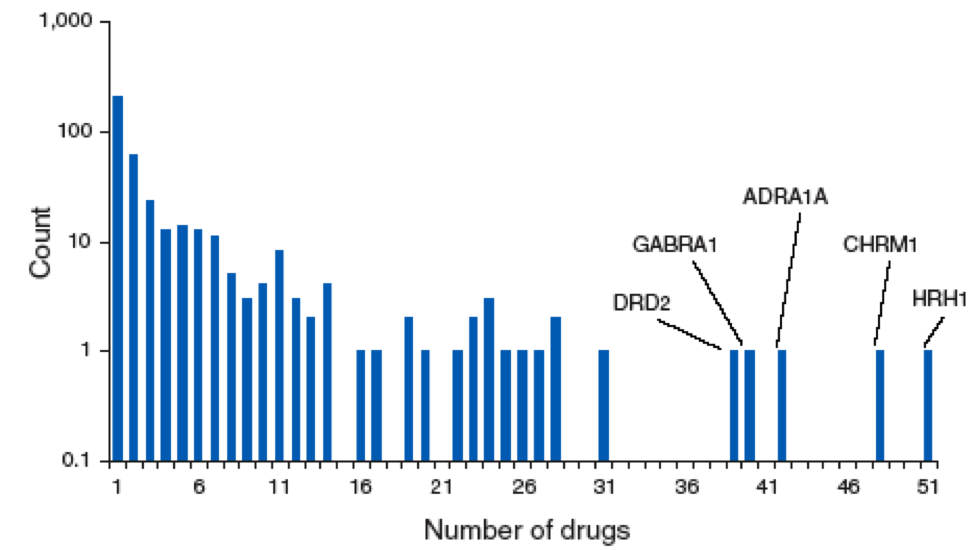 1,000
100
10
1
0.1
Count
ADRA1A
GABRA1
CHRM1
DRD2
HRH1
1 6 11 16 21 26 31 36 41 46 51
Number of drugs